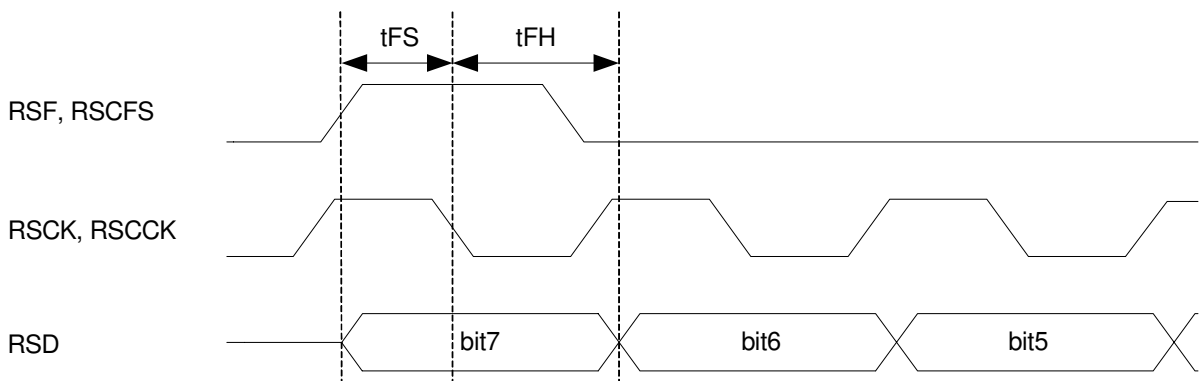 tFS tFH
RSF, RSCFS
RSCK, RSCCK
RSD bit7 bit6 bit5